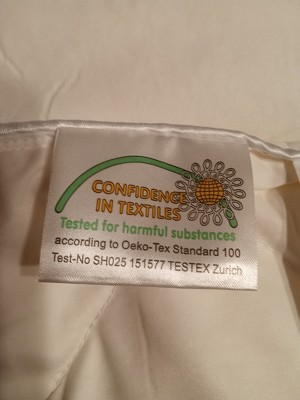 CONFIDENCE
IN TEXTILES
Tested for harmful substances
according to Oeko-Tex Standard 100
Test-No SH025 151577 TESTEX Zurich